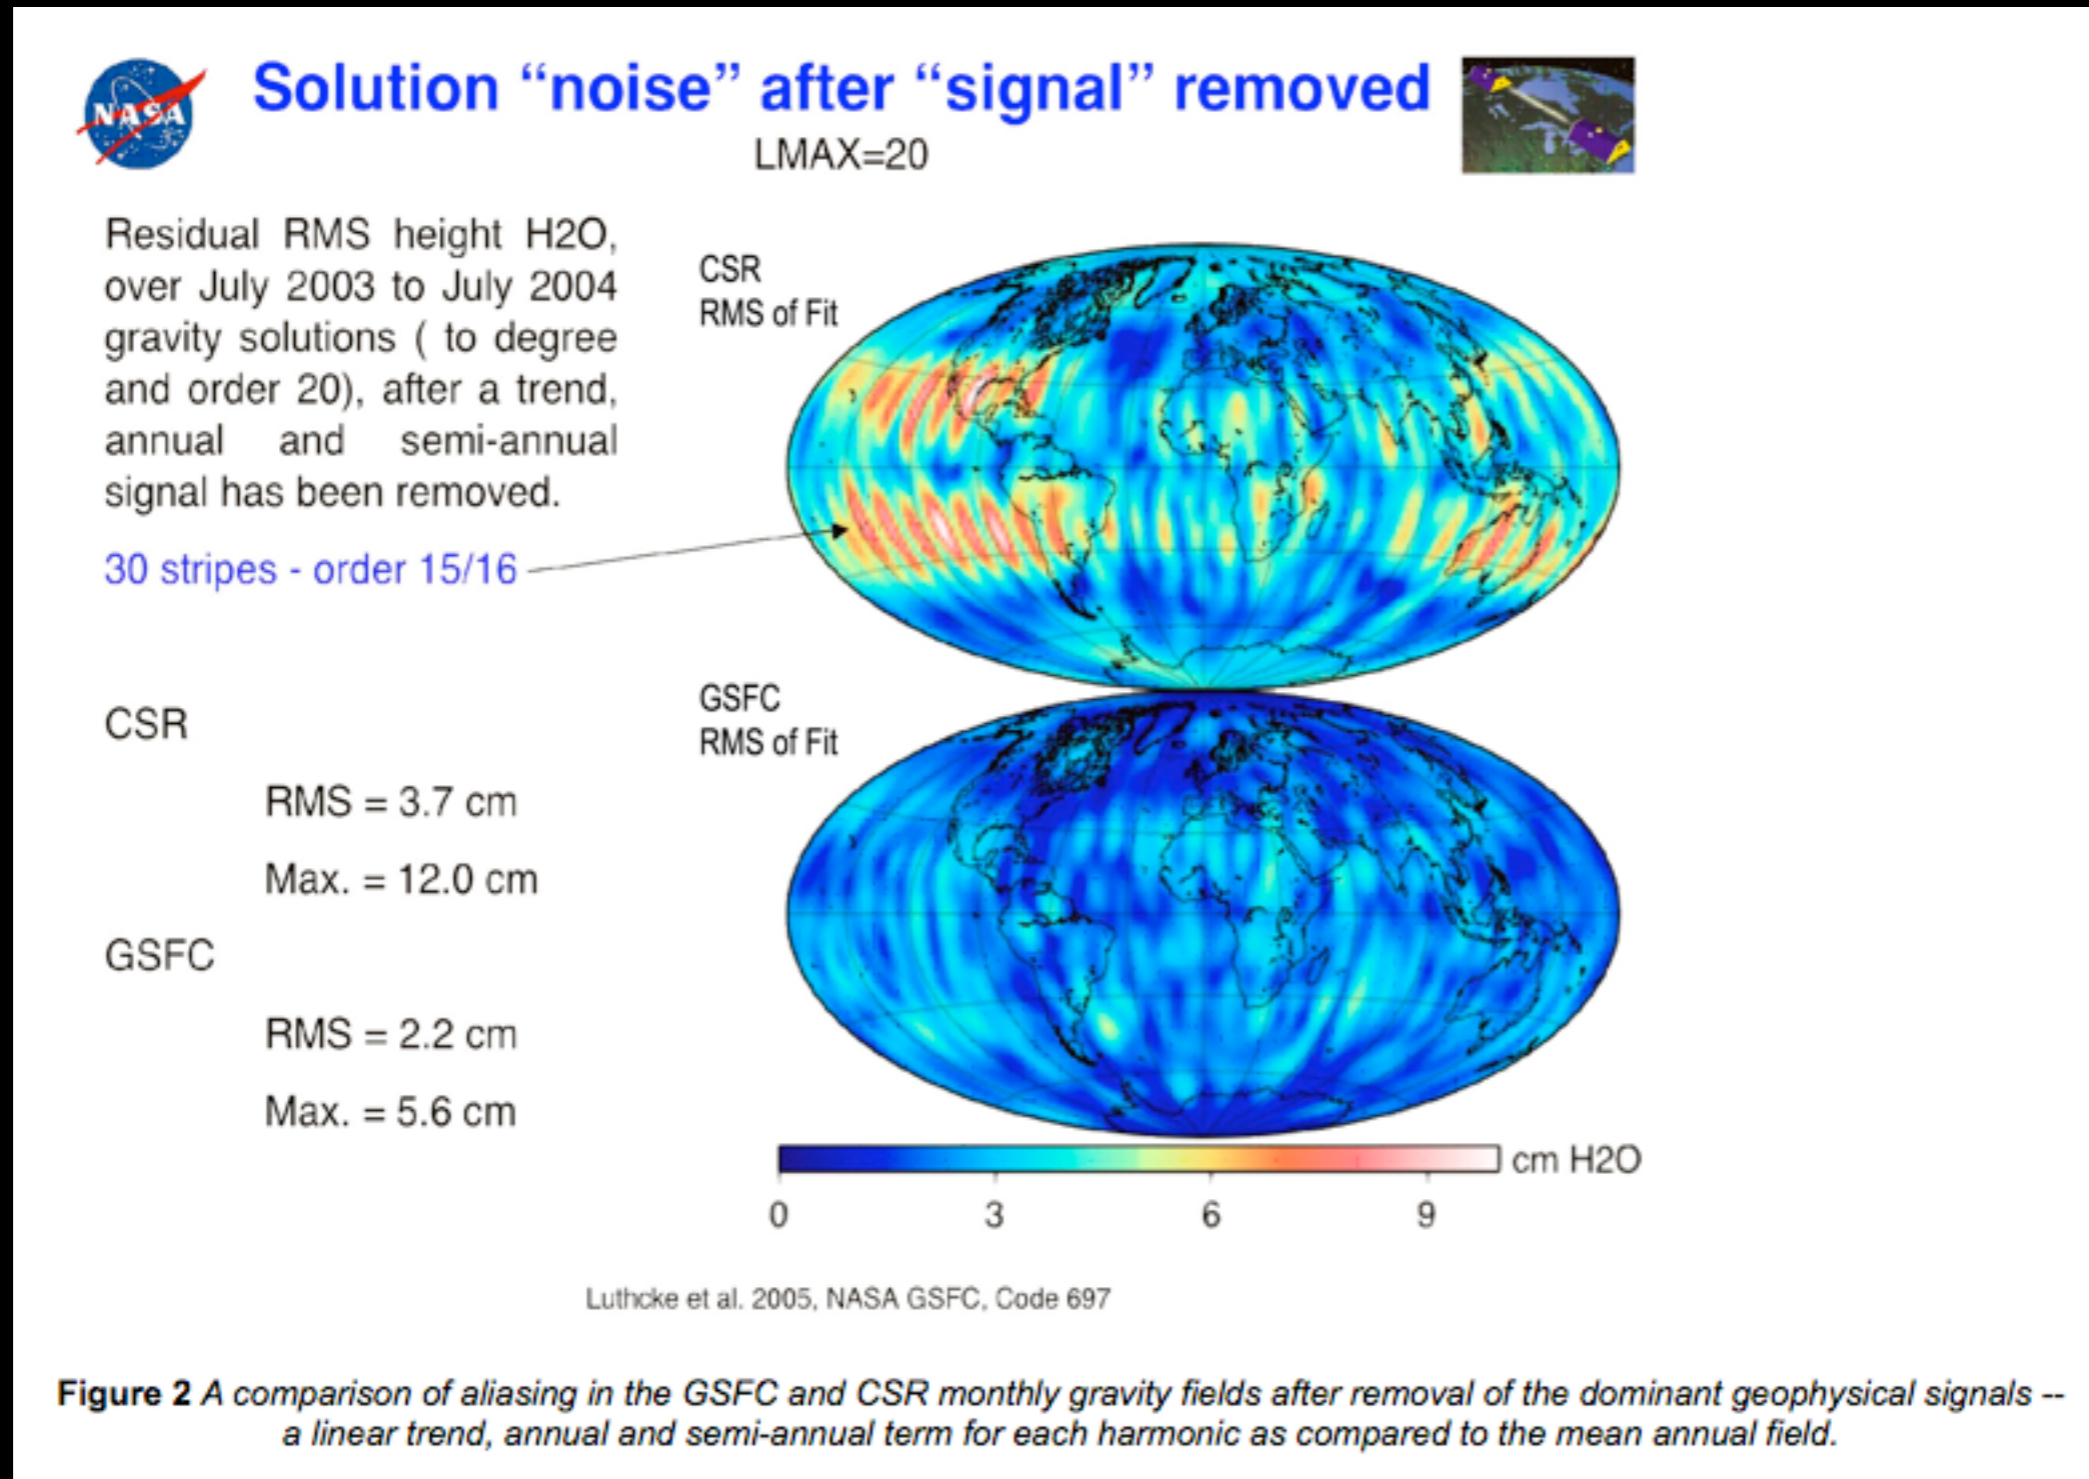 NASA
Solution “noise” after “signal” removed
LMAX=20
Residual RMS height H2O,
over July 2003 to July 2004
gravity solutions ( to degree
and order 20), after a trend,
annual and semi-annual
signal has been removed.
30 stripes - order 15/16
CSR
RMS of Fit
CSR
RMS = 3.7 cm
Max. = 12.0 cm
GSFC
RMS = 2.2 cm
Max. = 5.6 cm
GSFC
RMS of Fit
cm H2O
0 3 6 9
Luthcke et al. 2005, NASA GSFC, Code 697
Figure 2 A comparison of aliasing in the GSFC and CSR monthly gravity fields after removal of the dominant geophysical signals --
a linear trend, annual and semi-annual term for each harmonic as compared to the mean annual field.